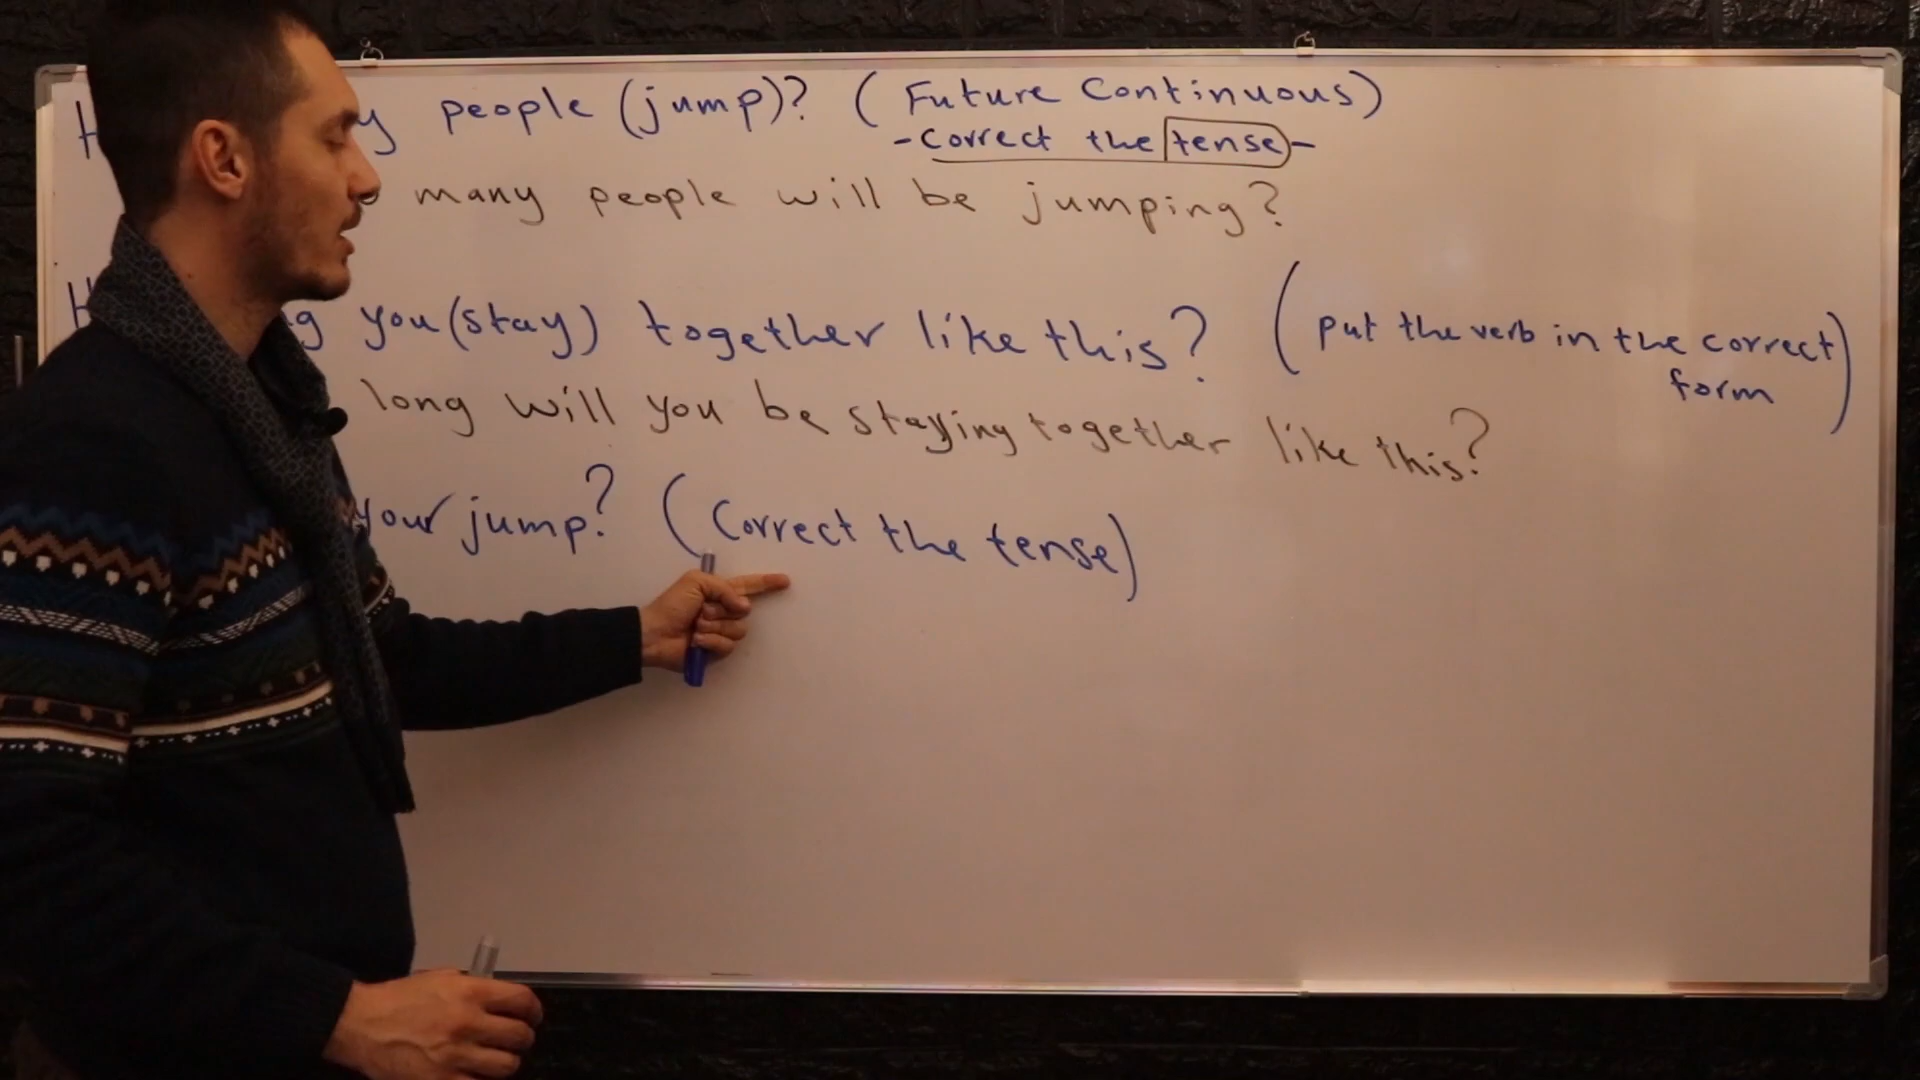 people (jump)? (Future Continuous)
-Correct the tense-
many people will be jumping?
you (stay) together like this? (put the verb in the correct
form)
long will you be staying together like this?
your jump? (Correct the tense)